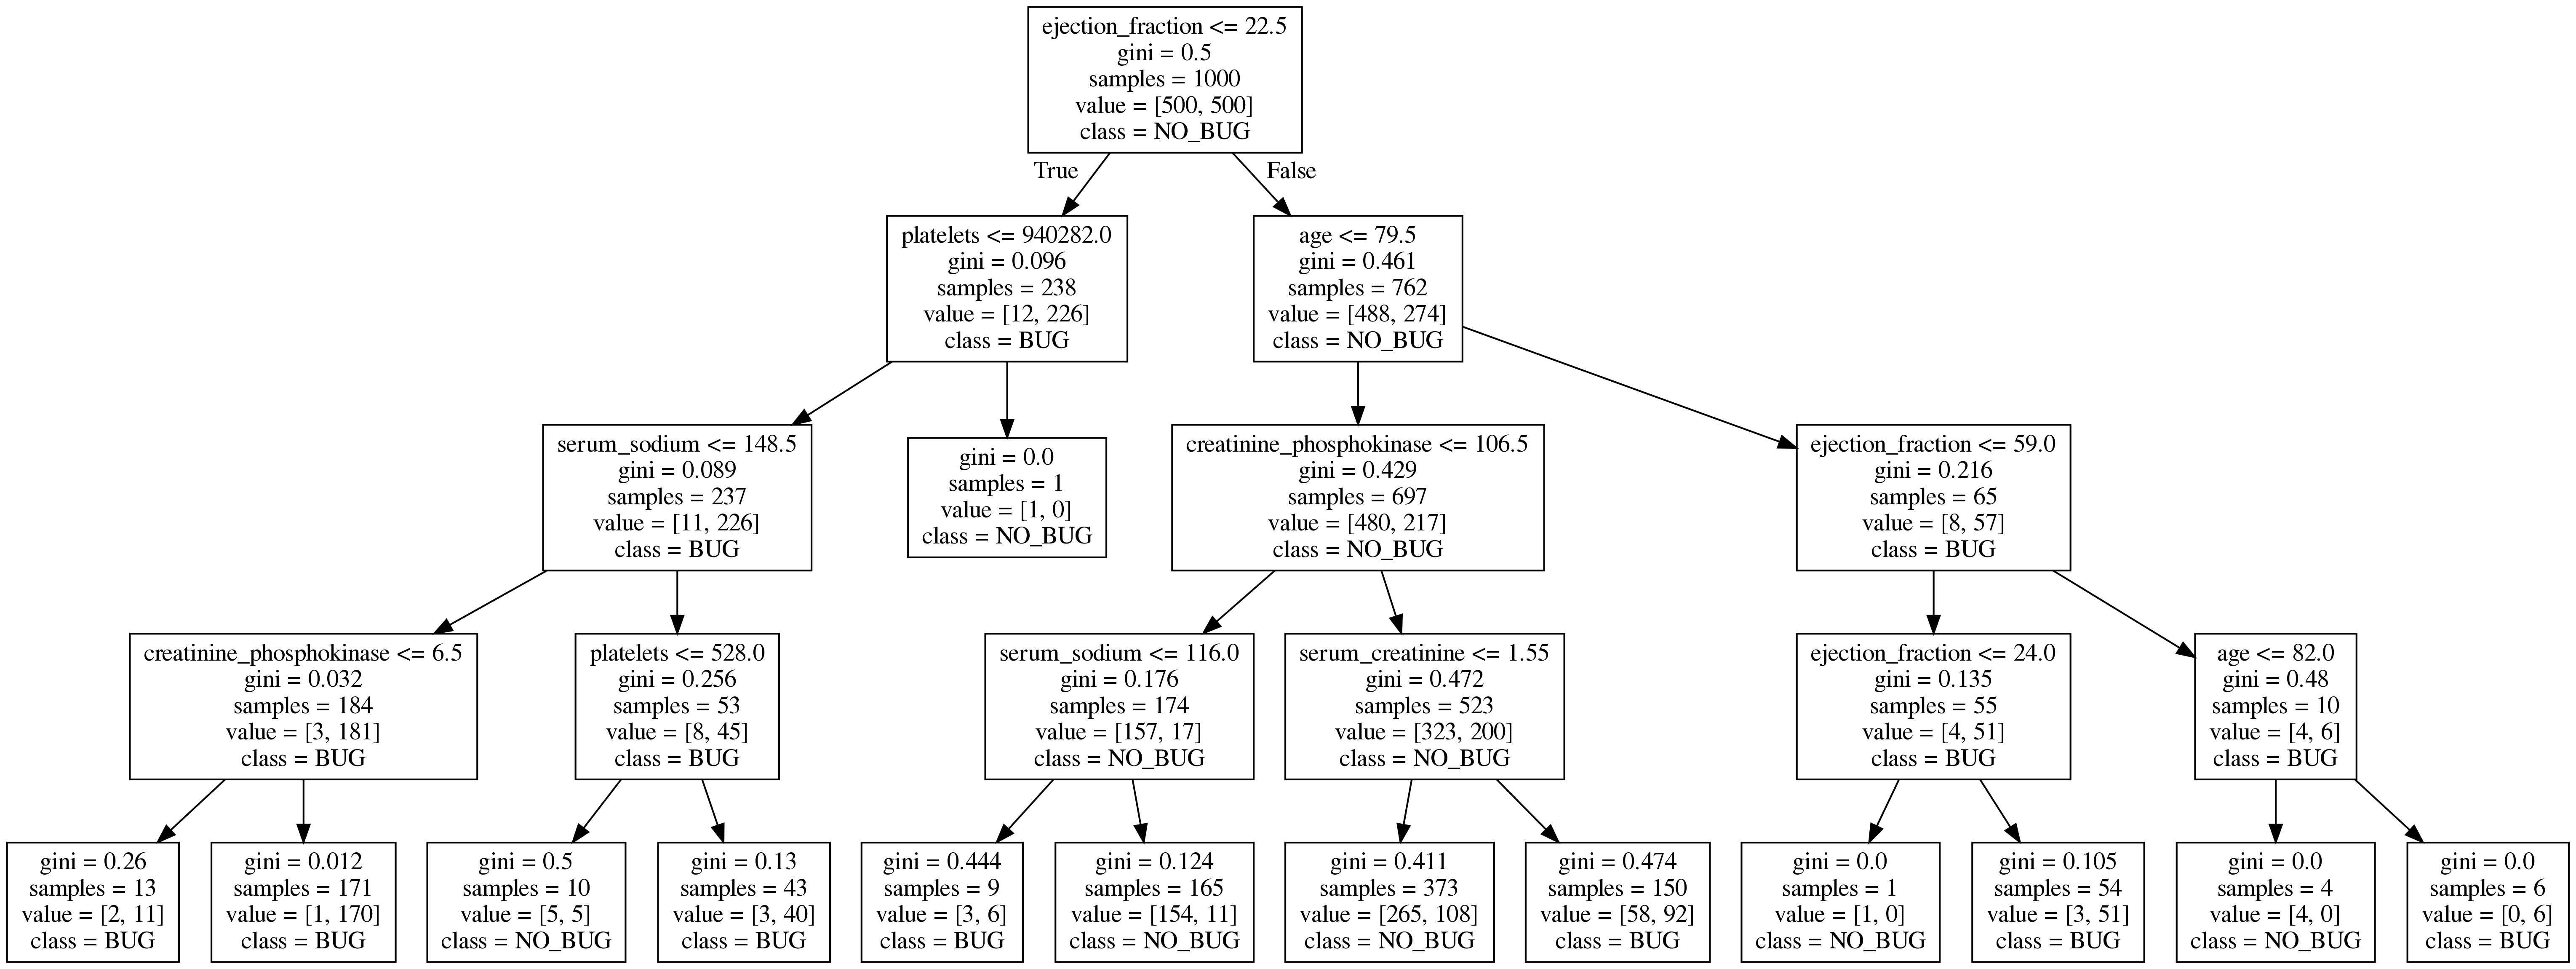 ejection_fraction <= 22.5
gini = 0.5
samples = 1000
value = [500, 500]
class = NO_BUG
True
False
platelets <= 940282.0
gini = 0.096
samples = 238
value = [12, 226]
class = BUG
age <= 79.5
gini = 0.461
samples = 762
value = [488, 274]
class = NO_BUG
serum_sodium <= 148.5
gini = 0.089
samples = 237
value = [11, 226]
class = BUG
gini = 0.0
samples = 1
value = [1, 0]
class = NO_BUG
creatinine_phosphokinase <= 106.5
gini = 0.429
samples = 697
value = [480, 217]
class = NO_BUG
ejection_fraction <= 59.0
gini = 0.216
samples = 65
value = [8, 57]
class = BUG
creatinine_phosphokinase <= 6.5
gini = 0.032
samples = 184
value = [3, 181]
class = BUG
platelets <= 528.0
gini = 0.256
samples = 53
value = [8, 45]
class = BUG
serum_sodium <= 116.0
gini = 0.176
samples = 174
value = [157, 17]
class = NO_BUG
serum_creatinine <= 1.55
gini = 0.472
samples = 523
value = [323, 200]
class = NO_BUG
ejection_fraction <= 24.0
gini = 0.135
samples = 55
value = [4, 51]
class = BUG
age <= 82.0
gini = 0.48
samples = 10
value = [4, 6]
class = BUG
gini = 0.26
samples = 13
value = [2, 11]
class = BUG
gini = 0.012
samples = 171
value = [1, 170]
class = BUG
gini = 0.5
samples = 10
value = [5, 5]
class = NO_BUG
gini = 0.13
samples = 43
value = [3, 40]
class = BUG
gini = 0.444
samples = 9
value = [3, 6]
class = BUG
gini = 0.124
samples = 165
value = [154, 11]
class = NO_BUG
gini = 0.411
samples = 373
value = [265, 108]
class = NO_BUG
gini = 0.474
samples = 150
value = [58, 92]
class = BUG
gini = 0.0
samples = 1
value = [1, 0]
class = NO_BUG
gini = 0.105
samples = 54
value = [3, 51]
class = BUG
gini = 0.0
samples = 4
value = [4, 0]
class = NO_BUG
gini = 0.0
samples = 6
value = [0, 6]
class = BUG